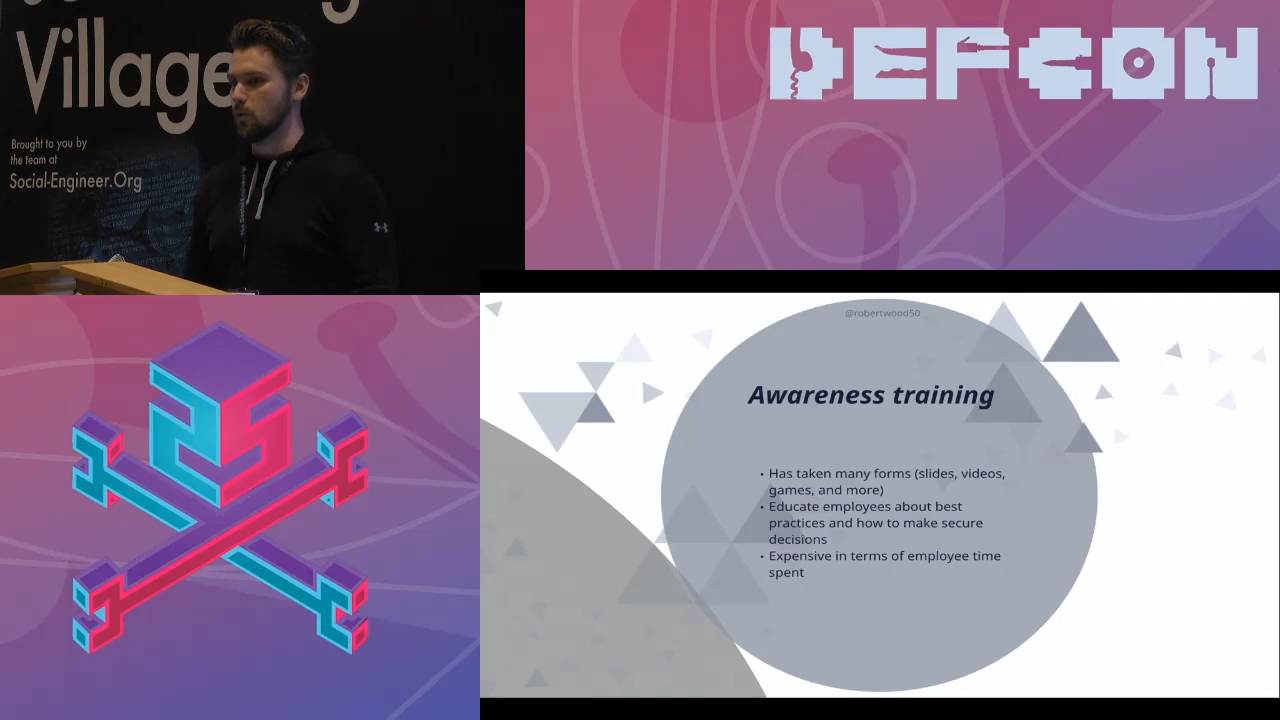 Village
Brought to you by
the team at
Social-Engineer.Org
DEFCON
@robertwood50
Awareness training
• Has taken many forms (slides, videos,
games, and more)
• Educate employees about best
practices and how to make secure
decisions
• Expensive in terms of employee time
spent